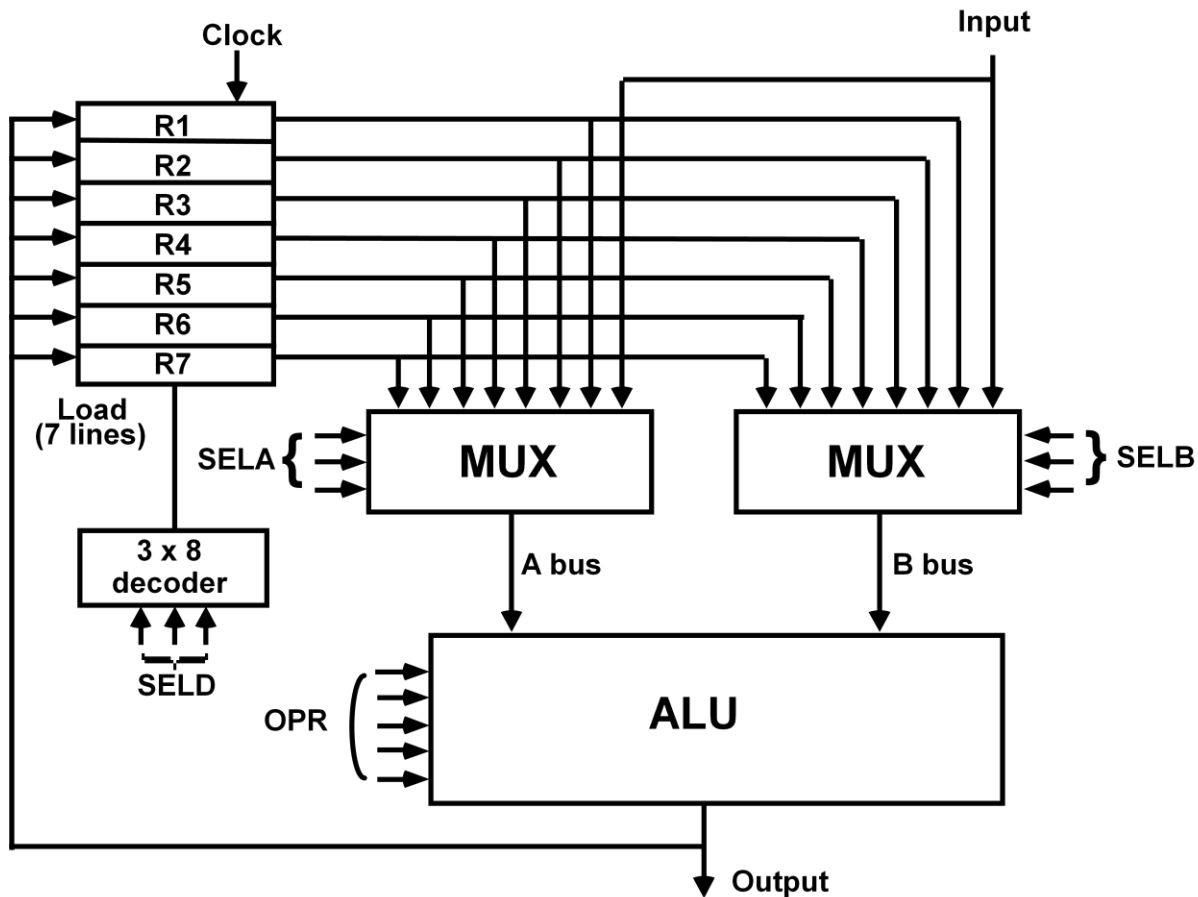 Clock
Input
R1
R2
R3
R4
R5
R6
R7
Load
(7 lines)
SELA
MUX
MUX
SELB
3 x 8
decoder
A bus
B bus
SELD
OPR
ALU
Output